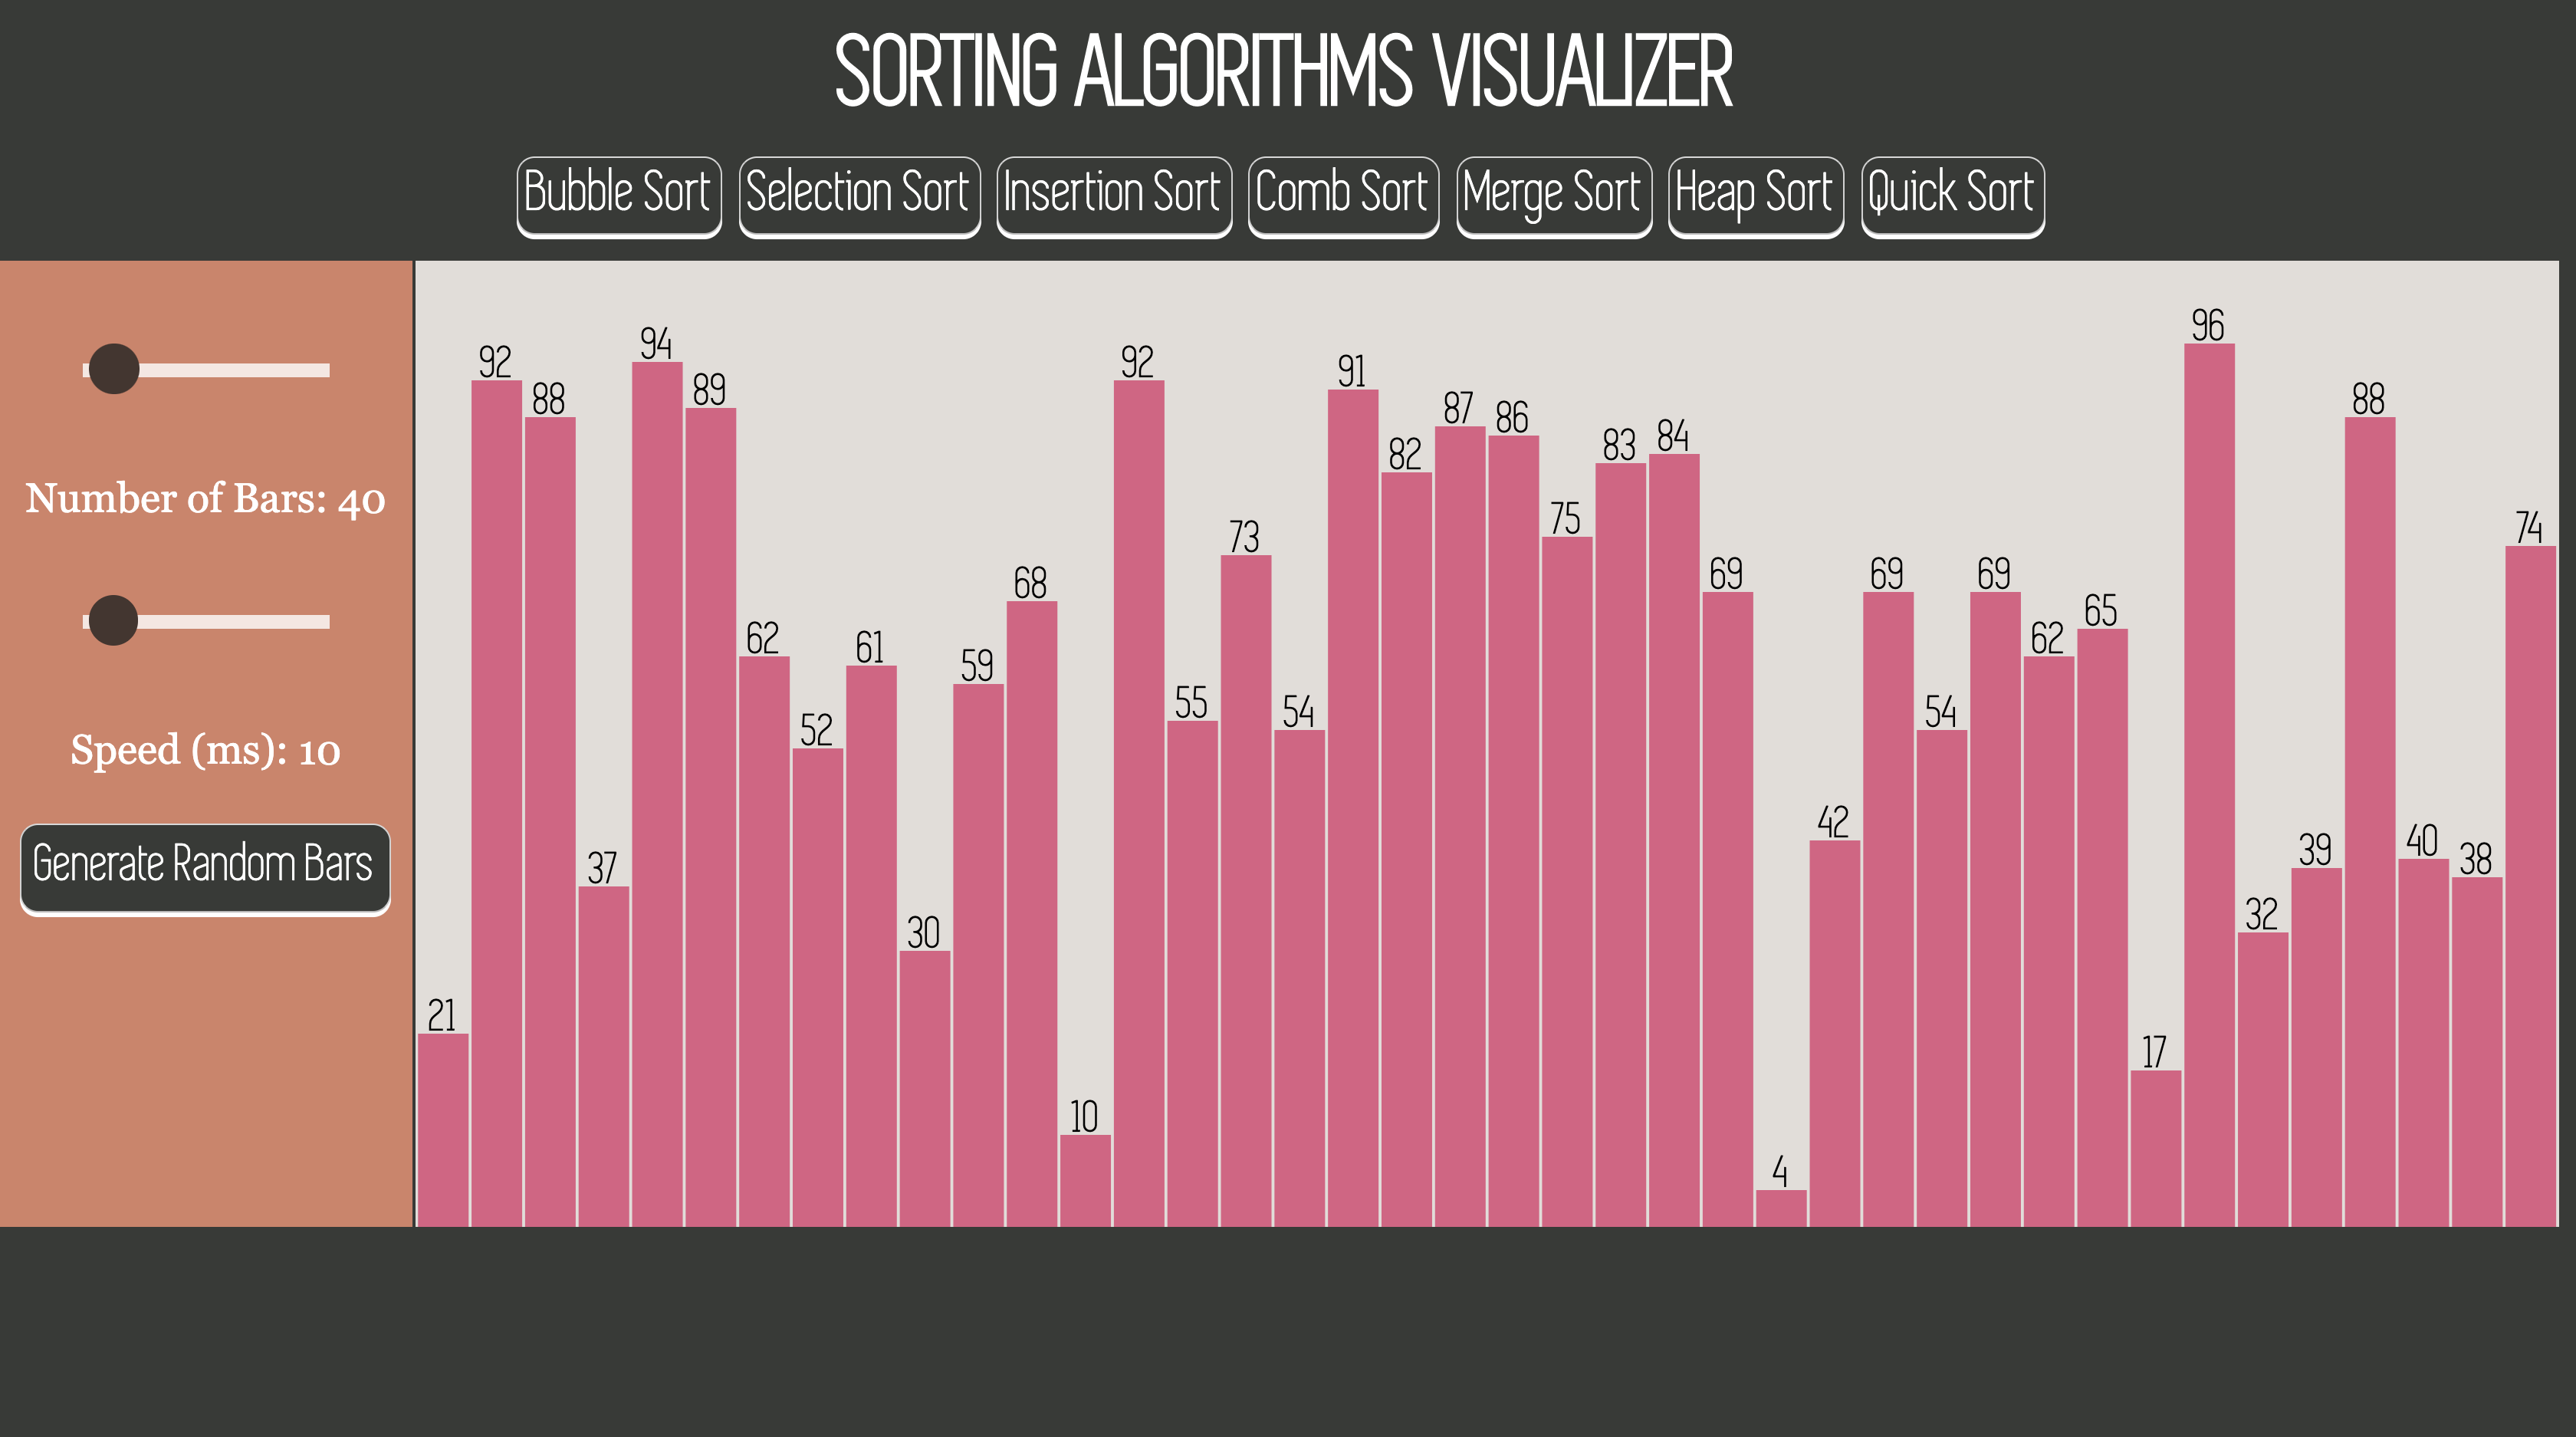 SORTING ALGORITHMS VISUALIZER
Bubble Sort Selection Sort Insertion Sort Comb Sort Merge Sort Heap Sort Quick Sort
Number of Bars: 40
Speed (ms): 10
Generate Random Bars
21 92 88 37 94 89 62 52 61 30 59 68 10 92 55 73 54 91 82 87 86 75 83 84 69 4 42 69 54 69 62 65 17 96 32 39 88 40 38 74